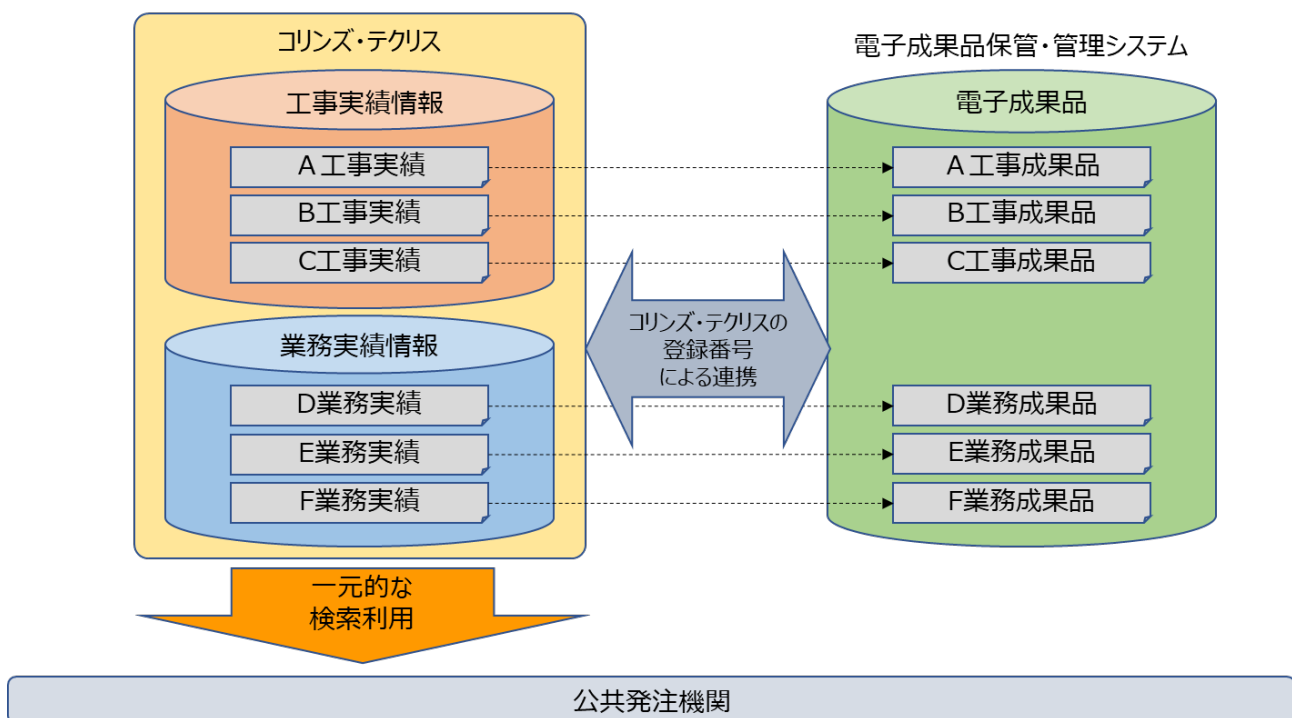 コリンズ・テクリス
工事実績情報
A工事実績
B工事実績
C工事実績
業務実績情報
D業務実績
E業務実績
F業務実績
コリンズ・テクリスの
登録番号
による連携
電子成果品保管・管理システム
電子成果品
A工事成果品
B工事成果品
C工事成果品
D業務成果品
E業務成果品
F業務成果品
一元的な
検索利用
公共発注機関